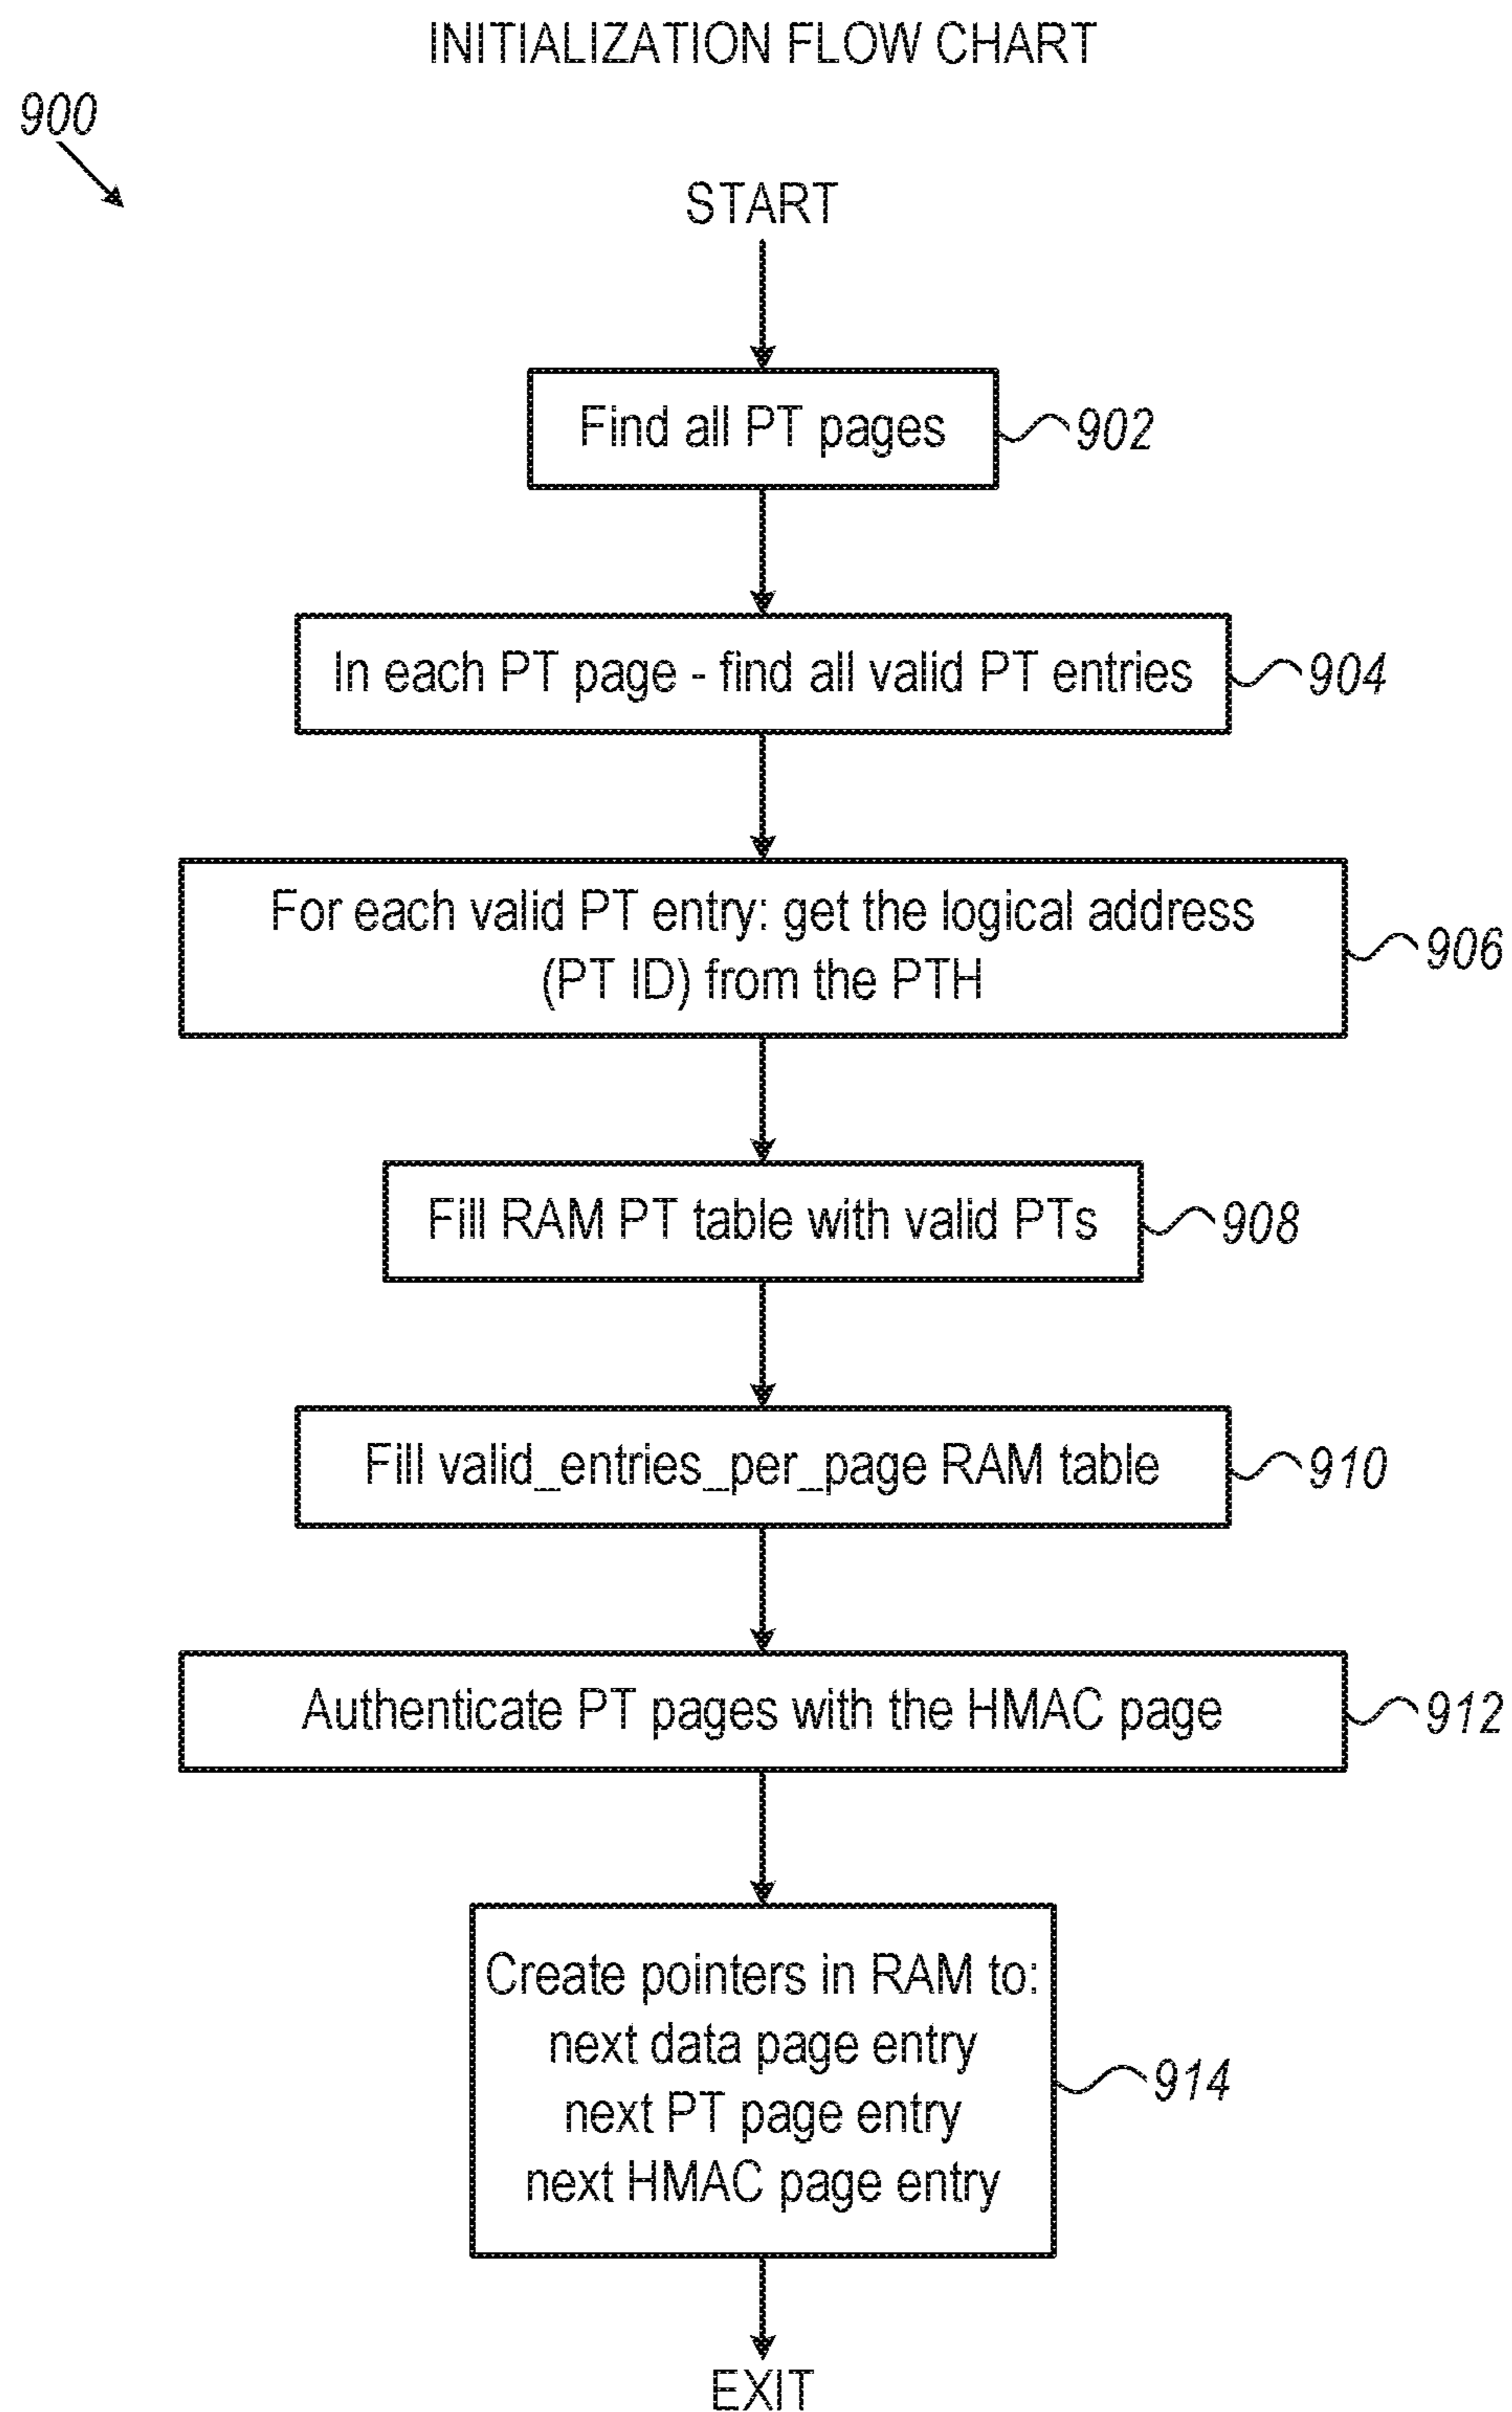 INITIALIZATION FLOW CHART
900
START
Find all PT pages
902
In each PT page - find all valid PT entries
904
For each valid PT entry: get the logical address
(PT ID) from the PTH
906
Fill RAM PT table with valid PTs
908
Fill valid_entries_per_page RAM table
910
Authenticate PT pages with the HMAC page
912
Create pointers in RAM to:
next data page entry
next PT page entry
next HMAC page entry
914
EXIT